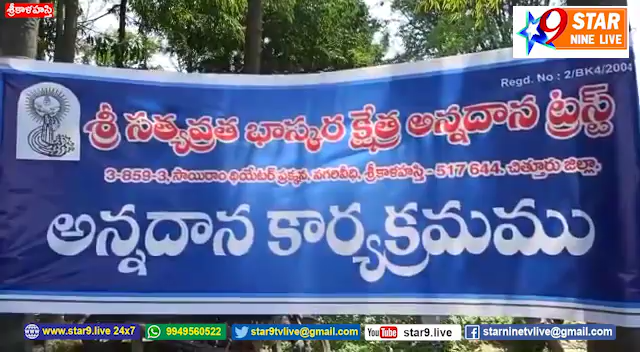 శ్రీకాళహస్తి
9 STAR
NINE LIVE
Regd. No : 2/BK4/2004
శ్రీ సత్యవ్రత భాస్కర క్షేత్ర అన్నదాన ట్రస్ట్
3-859-3, సాయిరాం థియేటర్ ప్రక్కన, నగరివీధి, శ్రీకాళహస్తి - 517 644. చిత్తూరు జిల్లా.
అన్నదాన కార్యక్రమము
www.star9.live 24x7 9949560522 star9tvlive@gmail.com YouTube star9.live starninetvlive@gmail.com